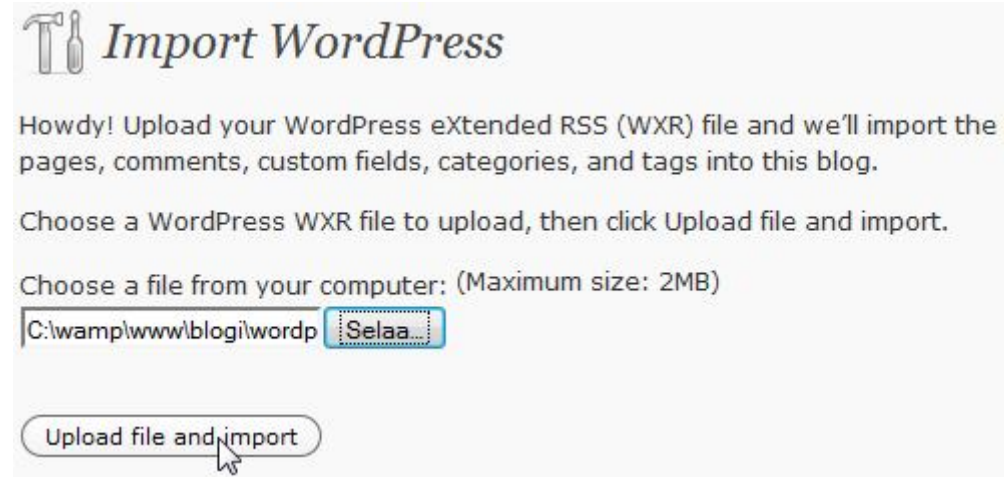 Import WordPress
Howdy! Upload your WordPress eXtended RSS (WXR) file and we'll import the
pages, comments, custom fields, categories, and tags into this blog.
Choose a WordPress WXR file to upload, then click Upload file and import.
Choose a file from your computer: (Maximum size: 2MB)
C:\wamp\www\blogi\wordp Selaa...
Upload file and import